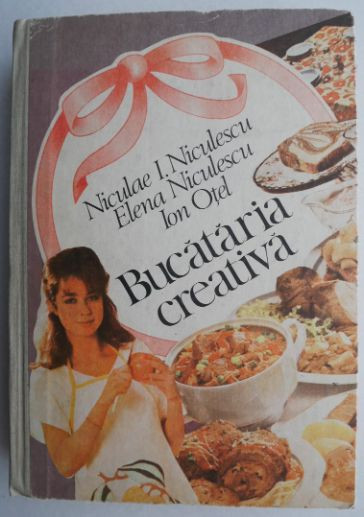 Niculae I. Niculescu
Elena Niculescu
Ion Oțel
Bucătăria
creativă